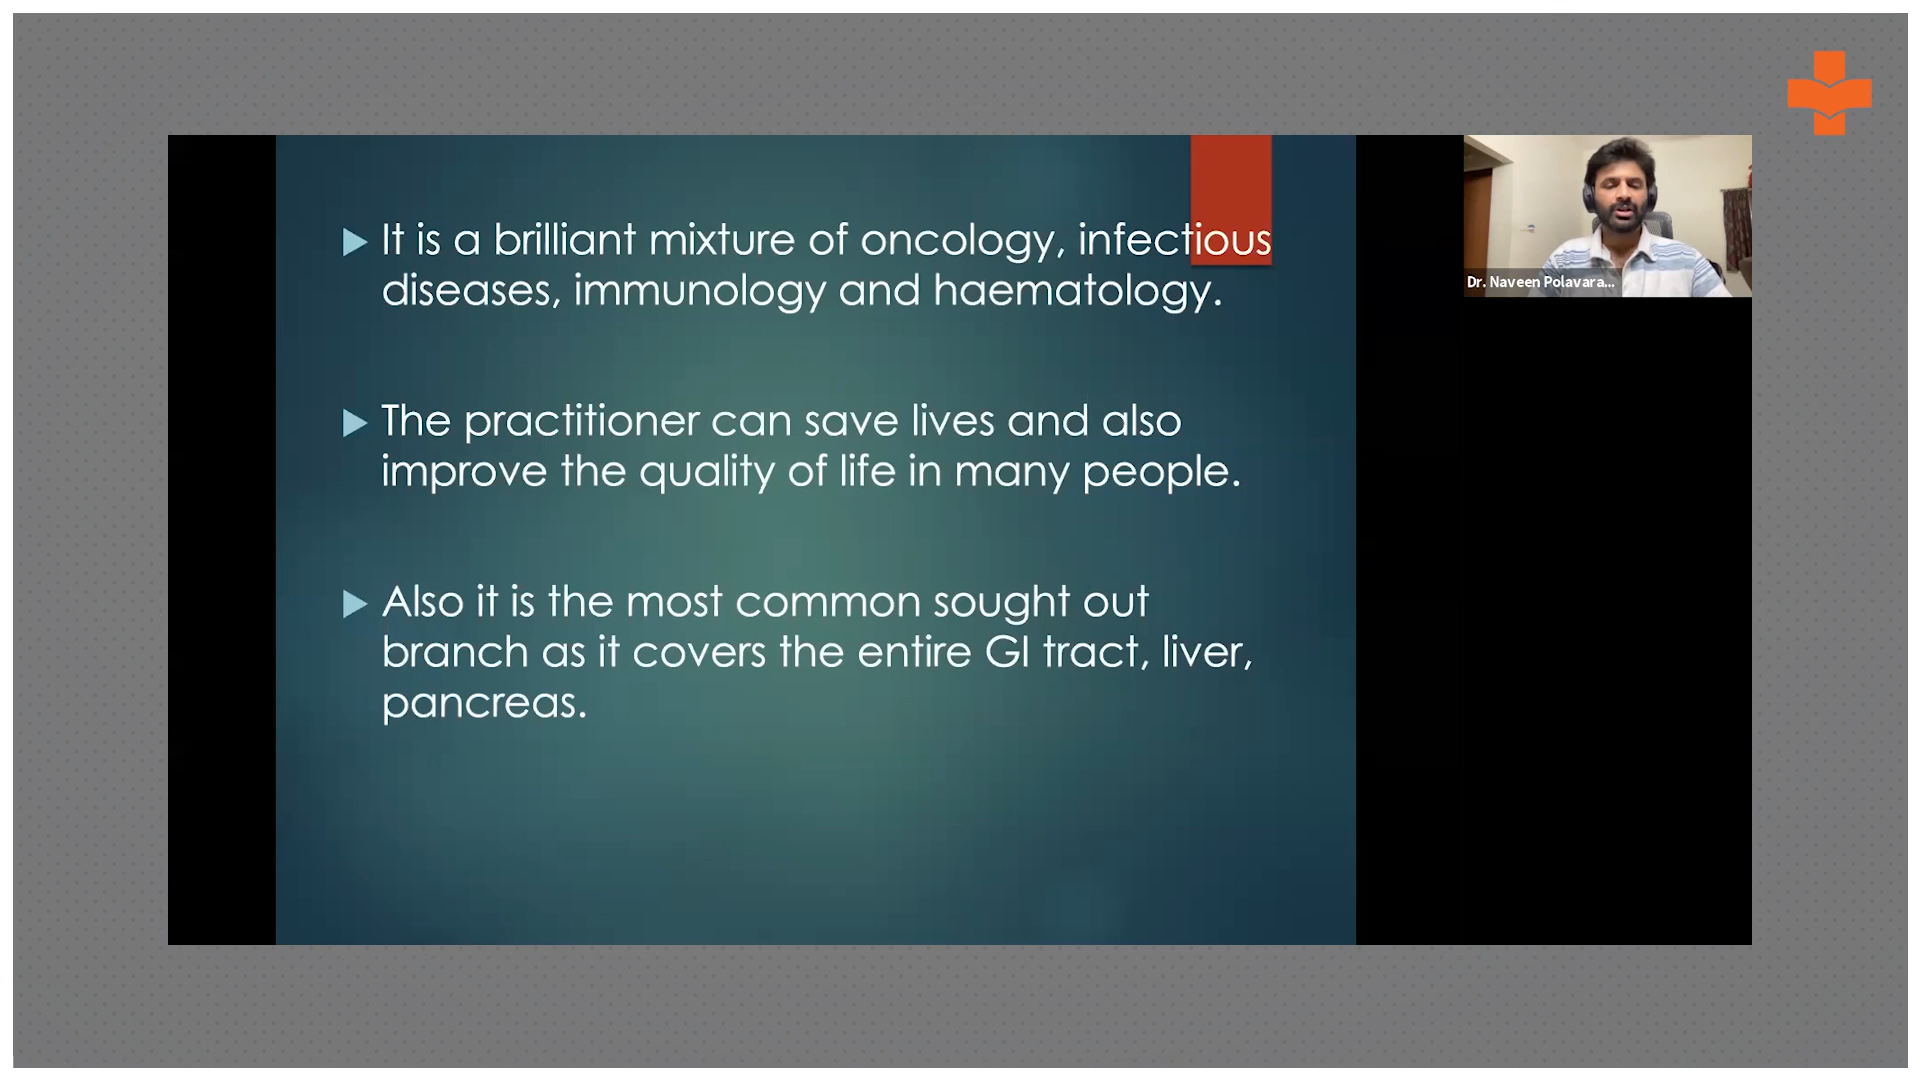 It is a brilliant mixture of oncology, infectious
diseases, immunology and haematology.
The practitioner can save lives and also
improve the quality of life in many people.
Also it is the most common sought out
branch as it covers the entire GI tract, liver,
pancreas.
Dr. Naveen Polavara...